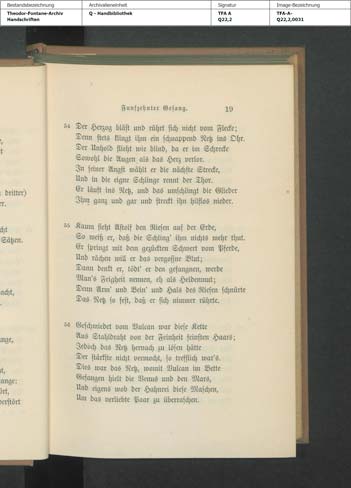 Bestandsbezeichnung
Theodor-Fontane-Archiv
Handschriften
Archivalieneinheit
Q - Handbibliothek
Signatur
TFA A
Q22,2
Image-Bezeichnung
TFA-A-
Q22,2,0031
Funfzehnter Gesang. 19
54 Der Herzog bläst und rührt sich nicht vom Flecke;
Denn stets klingt ihm ein schnappend Netz ins Ohr.
Der Unhold flieht wie blind, da er im Schrecke
Sowohl die Augen als das Herz verlor.
In seiner Angst wählt er die nächste Strecke,
Und in die eigne Schlinge rennt der Thor.
Er läuft ins Netz, und das umschlingt die Glieder
Ihm ganz und gar und streckt ihn hüflos nieder.
55 Kaum sieht Astolf den Riesen auf der Erde,
So weiß er, daß die Schling' ihm nichts mehr thut.
Er springt mit dem gezückten Schwert vom Pferde,
Und rächen will er das vergossne Blut;
Dann denkt er, tödt' er den gefangnen, werde
Man's Feigheit nennen, eh als Heldenmut;
Denn Arm' und Bein' und Hals des Riesen schnürte
Das Netz so fest, daß er sich nimmer rührte.
56 Geschmiedet vom Vulcan war diese Kette
Aus Stahldraht von der Feinheit feinsten Haars;
Jedoch das Netz hernach zu lösen hätte
Der stärkste nicht vermocht, so trefflich war's.
Dies war das Netz, womit Vulcan im Bette
Gefangen hielt die Venus und den Mars,
Und eigens wob der Hahnrei diese Maschen,
Um das verliebte Paar zu überraschen.
dritter)
er.
cht
Sätzen.
nacht,
ange,
t,
ange:
t
erstört